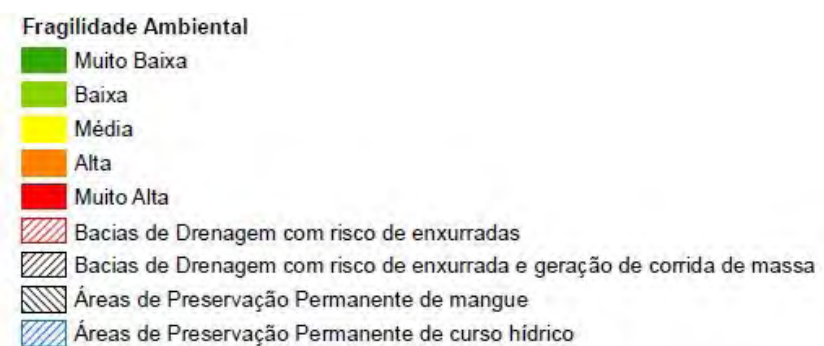 Fragilidade Ambiental
Muito Baixa
Baixa
Média
Alta
Muito Alta
Bacias de Drenagem com risco de enxurradas
Bacias de Drenagem com risco de enxurrada e geração de corrida de massa
Áreas de Preservação Permanente de mangue
Áreas de Preservação Permanente de curso hídrico